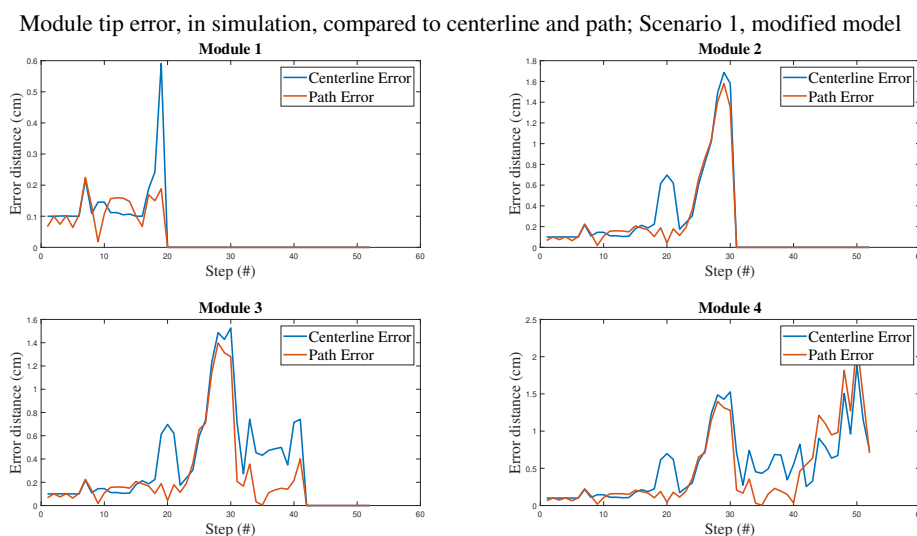 Module tip error, in simulation, compared to centerline and path; Scenario 1, modified model
Module 1
Error distance (cm)
0.6
0.5
0.4
0.3
0.2
0.1
0
0 10 20 30 40 50 60
Step (#)
Centerline Error
Path Error
Module 2
Error distance (cm)
1.8
1.6
1.4
1.2
1
0.8
0.6
0.4
0.2
0
0 10 20 30 40 50 60
Step (#)
Centerline Error
Path Error
Module 3
Error distance (cm)
1.6
1.4
1.2
1
0.8
0.6
0.4
0.2
0
0 10 20 30 40 50 60
Step (#)
Centerline Error
Path Error
Module 4
Error distance (cm)
2.5
2
1.5
1
0.5
0
0 10 20 30 40 50 60
Step (#)
Centerline Error
Path Error